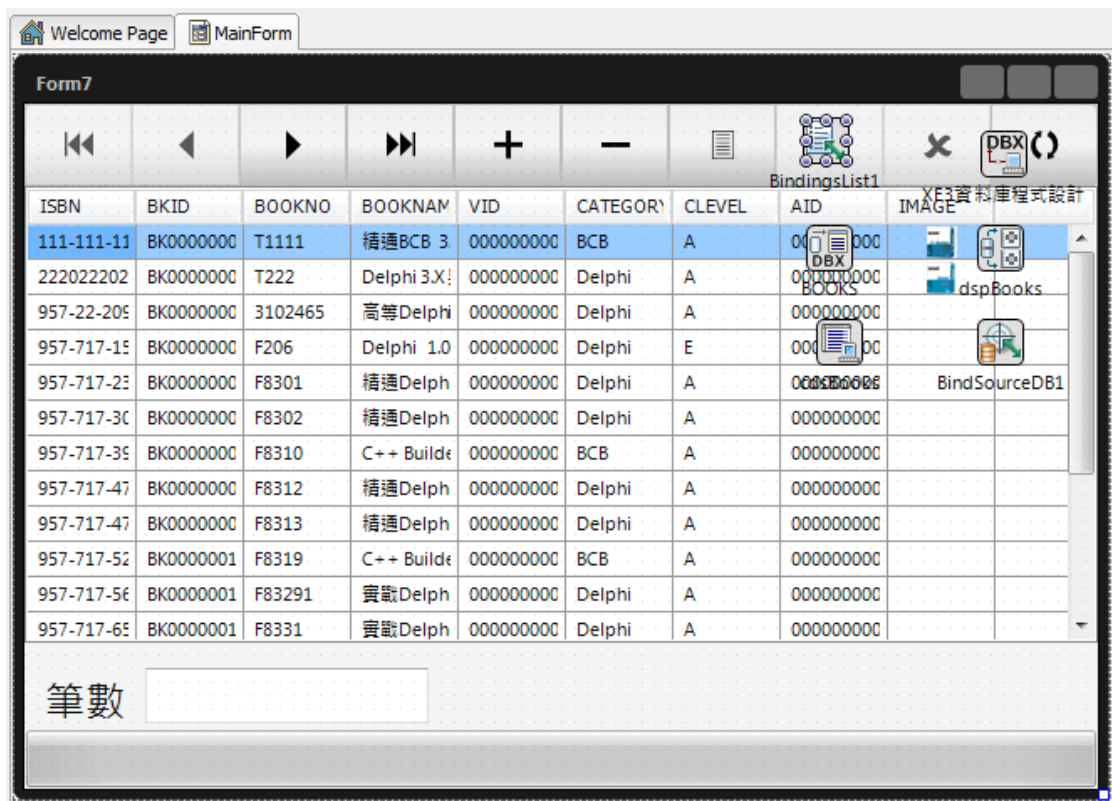 Welcome Page MainForm
Form7
DBX
BindingsList1
XE3資料庫程式設計
ISBN BKID BOOKNO BOOKNAM VID CATEGORY CLEVEL AID IMAGE
111-111-11 BK0000000 T1111 精通BCB 3. 000000000 BCB A
DBX
222022202 BK0000000 T222 Delphi 3.X 000000000 Delphi A 000000000
BOOKS dspBooks
957-22-209 BK0000000 3102465 高等Delphi 000000000 Delphi A 000000000
957-717-15 BK0000000 F206 Delphi 1.0 000000000 Delphi E
957-717-23 BK0000000 F8301 精通Delph 000000000 Delphi A
cdsBooks BindSourceDB1
957-717-30 BK0000000 F8302 精通Delph 000000000 Delphi A 000000000
957-717-39 BK0000000 F8310 C++ Builde 000000000 BCB A 000000000
957-717-47 BK0000000 F8312 精通Delph 000000000 Delphi A 000000000
957-717-47 BK0000000 F8313 精通Delph 000000000 Delphi A 000000000
957-717-52 BK0000001 F8319 C++ Builde 000000000 BCB A 000000000
957-717-56 BK0000001 F83291 實戰Delph 000000000 Delphi A 000000000
957-717-65 BK0000001 F8331 實戰Delph 000000000 Delphi A 000000000
筆數